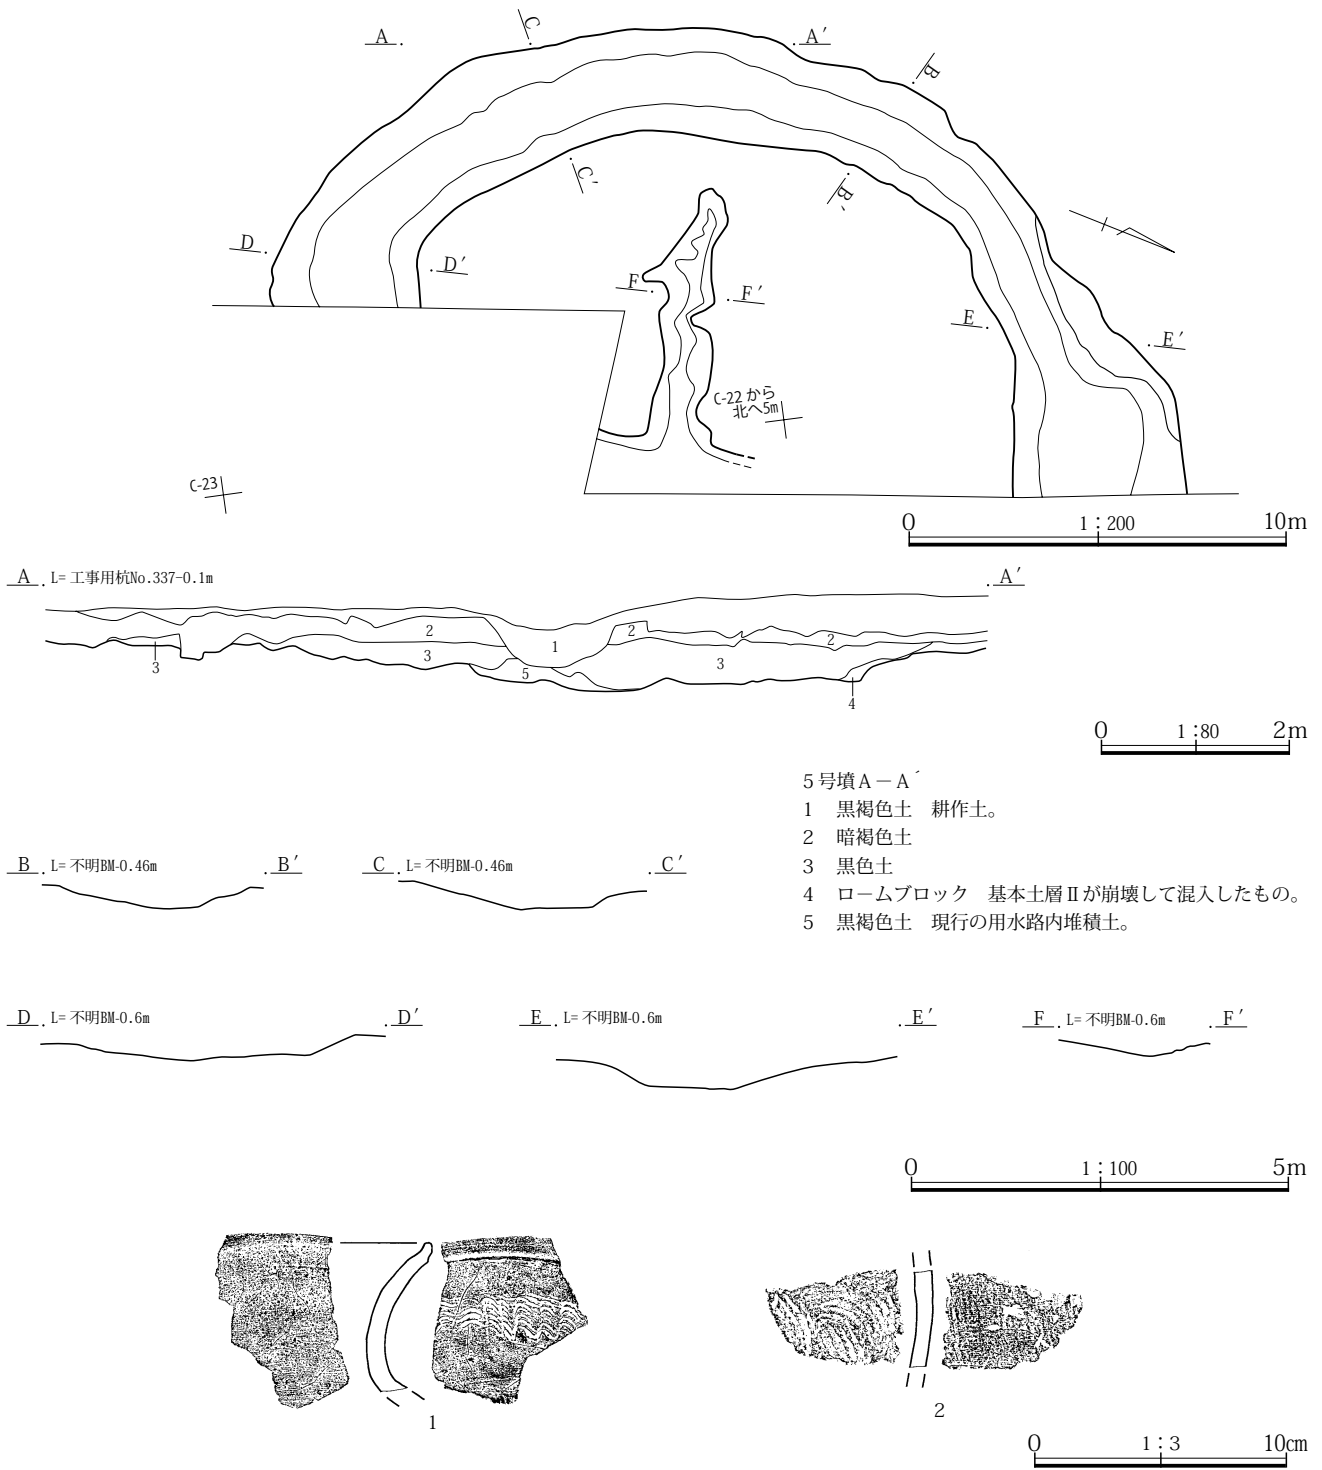 A
C
A′
B
C′
B′
D
D′
F
F′
E
E′
C-22 から
北へ5m
C-23
0 1：200 10m
A L= 工事用杭No.337-0.1m A′
2
2
1
2
3
3
3
5
4
0 1：80 2m
5号墳A－A´
1 黒褐色土 耕作土。
2 暗褐色土
3 黒色土
4 ロームブロック 基本土層Ⅱが崩壊して混入したもの。
5 黒褐色土 現行の用水路内堆積土。
B L= 不明BM-0.46m B′
C L= 不明BM-0.46m C′
D L= 不明BM-0.6m D′
E L= 不明BM-0.6m E′
F L= 不明BM-0.6m F′
0 1：100 5m
1
2
0 1：3 10cm